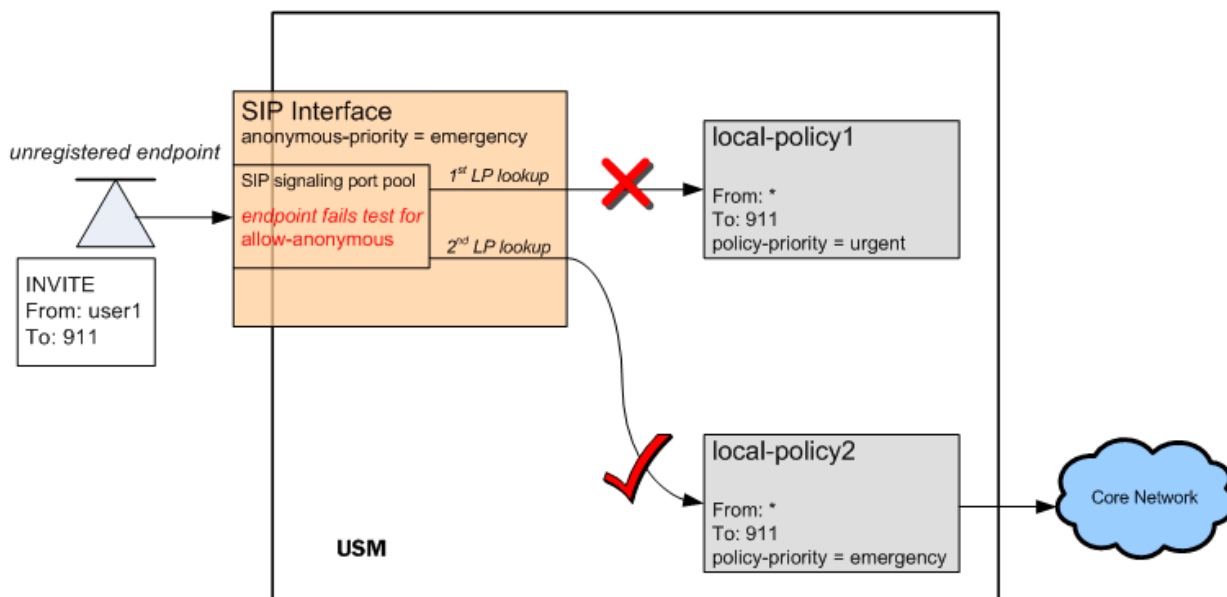 unregistered endpoint
INVITE
From: user1
To: 911
SIP Interface
anonymous-priority = emergency
SIP signaling port pool
endpoint fails test for
allow-anonymous
1st LP lookup
2nd LP lookup
local-policy1
From: *
To: 911
policy-priority = urgent
local-policy2
From: *
To: 911
policy-priority = emergency
Core Network
USM